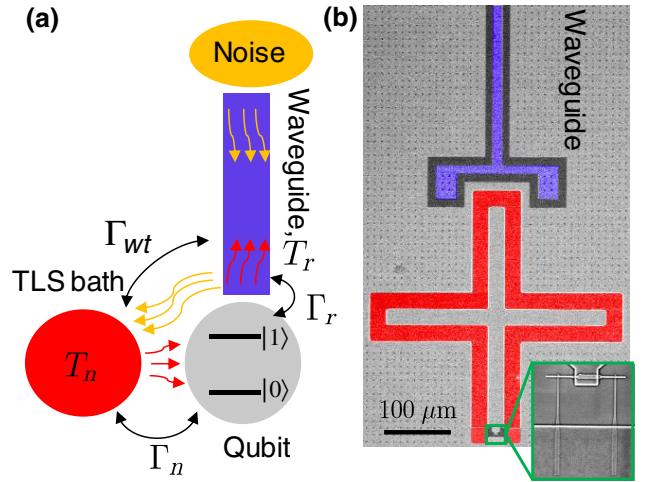 (a)
Noise
Waveguide, T_r
Γ_wt
TLS bath
Γ_r
T_n
|1⟩
|0⟩
Γ_n
Qubit
(b)
Waveguide
100 μm